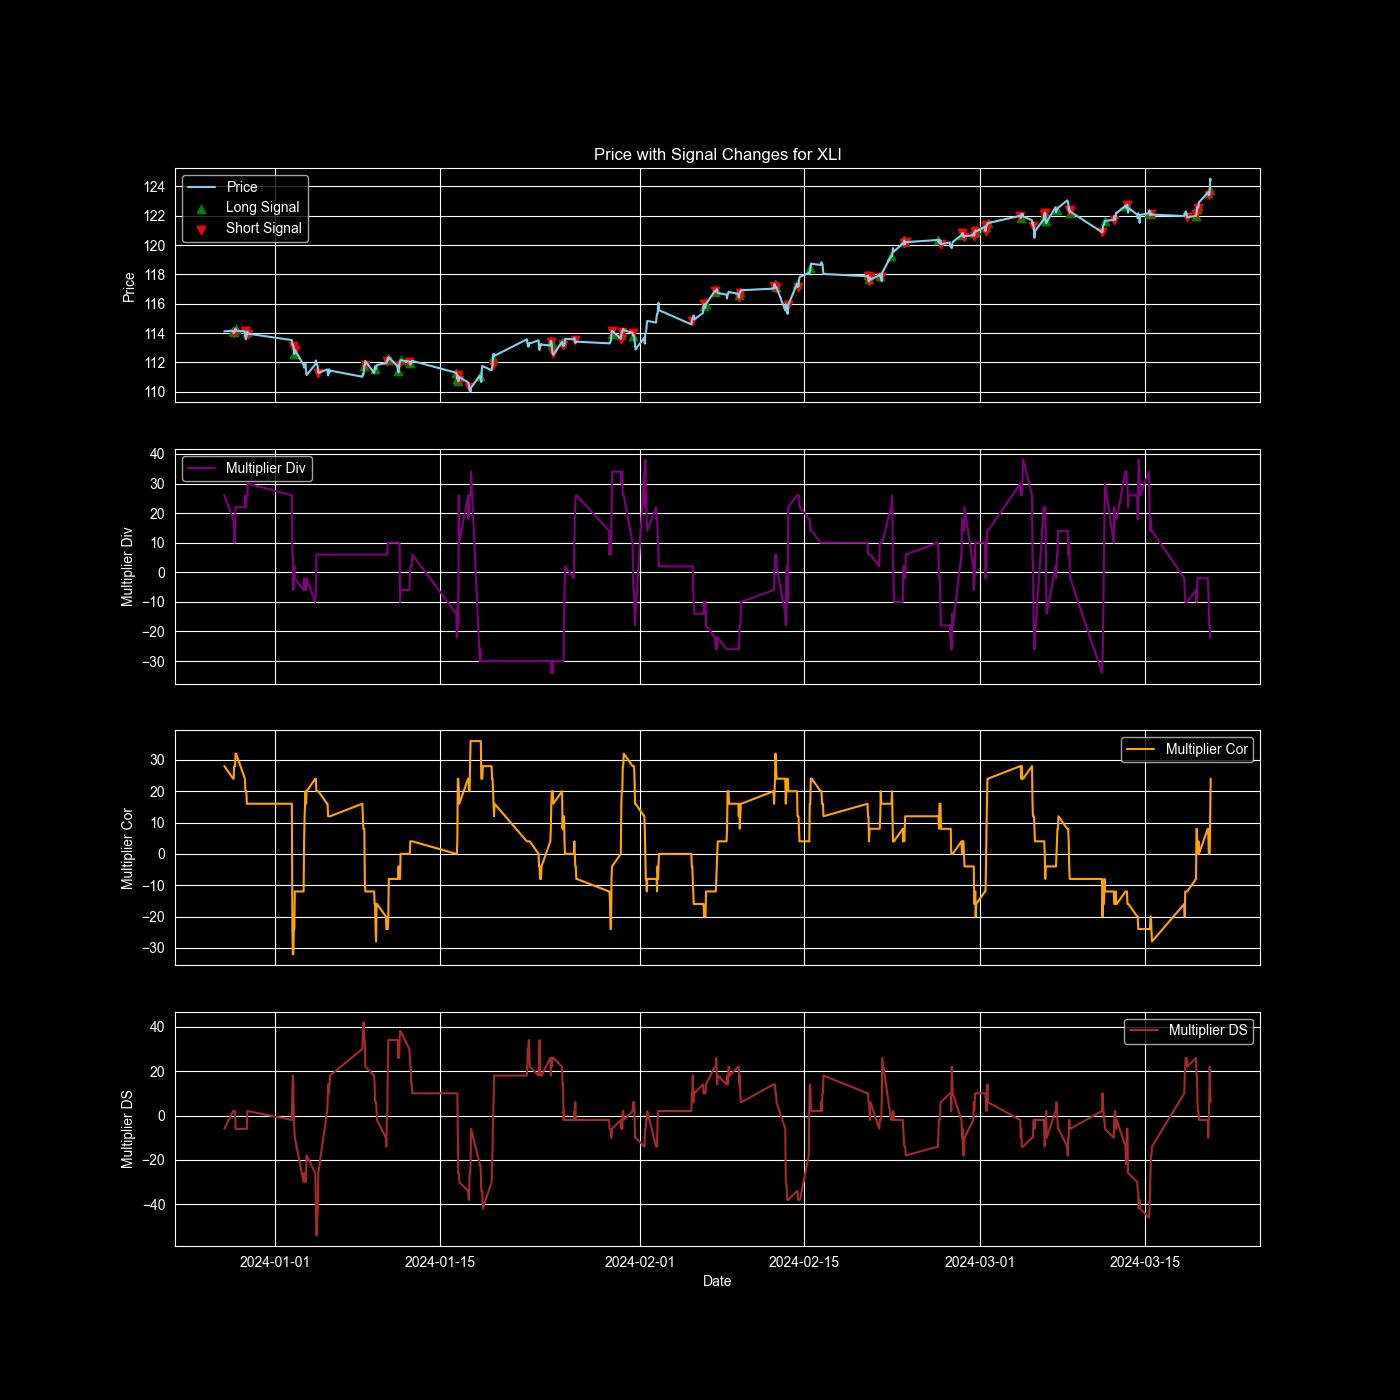 Price with Signal Changes for XLI
Price
Long Signal
Short Signal
Price
124
122
120
118
116
114
112
110
Multiplier Div
Multiplier Div
40
30
20
10
0
−10
−20
−30
Multiplier Cor
Multiplier Cor
30
20
10
0
−10
−20
−30
Multiplier DS
Multiplier DS
40
20
0
−20
−40
2024-01-01 2024-01-15 2024-02-01 2024-02-15 2024-03-01 2024-03-15
Date